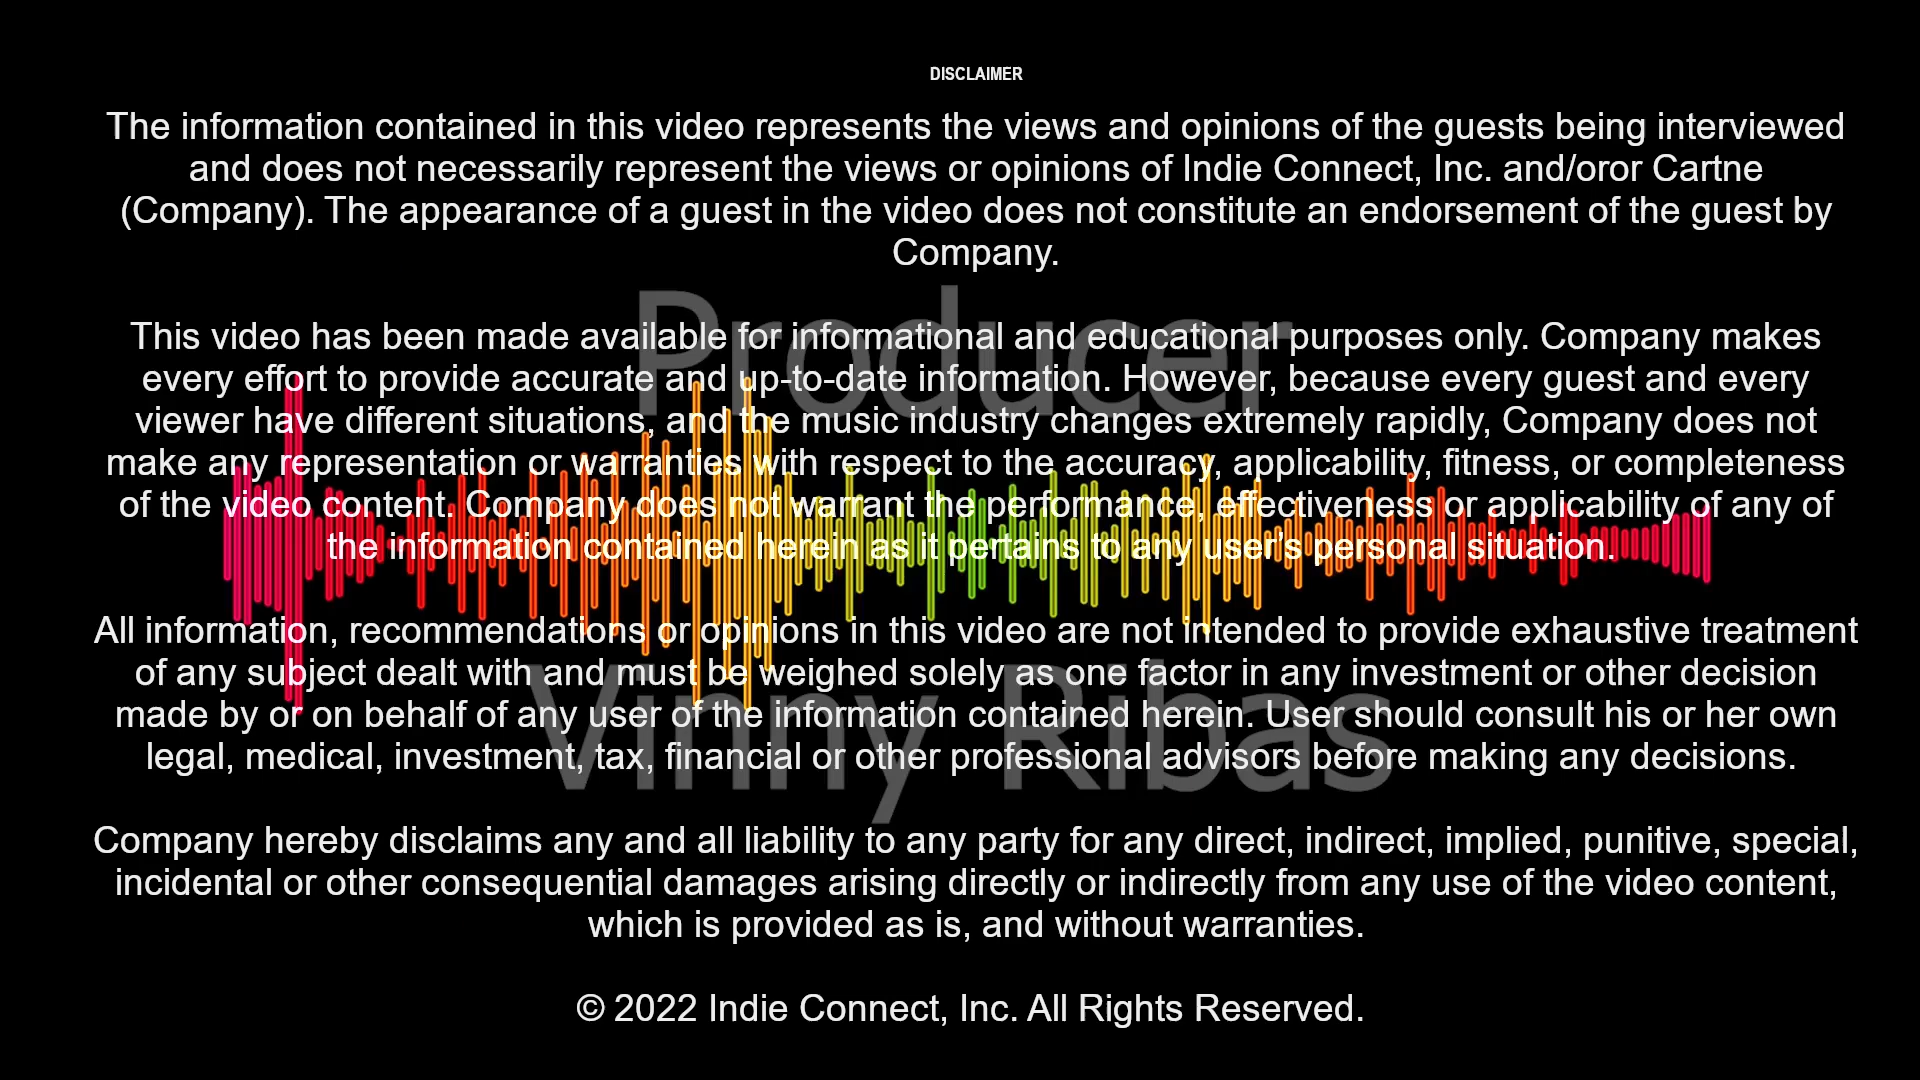 DISCLAIMER
The information contained in this video represents the views and opinions of the guests being interviewed
and does not necessarily represent the views or opinions of Indie Connect, Inc. and/oror Cartne
(Company). The appearance of a guest in the video does not constitute an endorsement of the guest by
Company.
Producer
This video has been made available for informational and educational purposes only. Company makes
every effort to provide accurate and up-to-date information. However, because every guest and every
viewer have different situations, and the music industry changes extremely rapidly, Company does not
make any representation or warranties with respect to the accuracy, applicability, fitness, or completeness
of the video content. Company does not warrant the performance, effectiveness or applicability of any of
the information contained herein as it pertains to any user's personal situation.
All information, recommendations or opinions in this video are not intended to provide exhaustive treatment
of any subject dealt with and must be weighed solely as one factor in any investment or other decision
made by or on behalf of any user of the information contained herein. User should consult his or her own
legal, medical, investment, tax, financial or other professional advisors before making any decisions.
Vinny Ribas
Company hereby disclaims any and all liability to any party for any direct, indirect, implied, punitive, special,
incidental or other consequential damages arising directly or indirectly from any use of the video content,
which is provided as is, and without warranties.
© 2022 Indie Connect, Inc. All Rights Reserved.